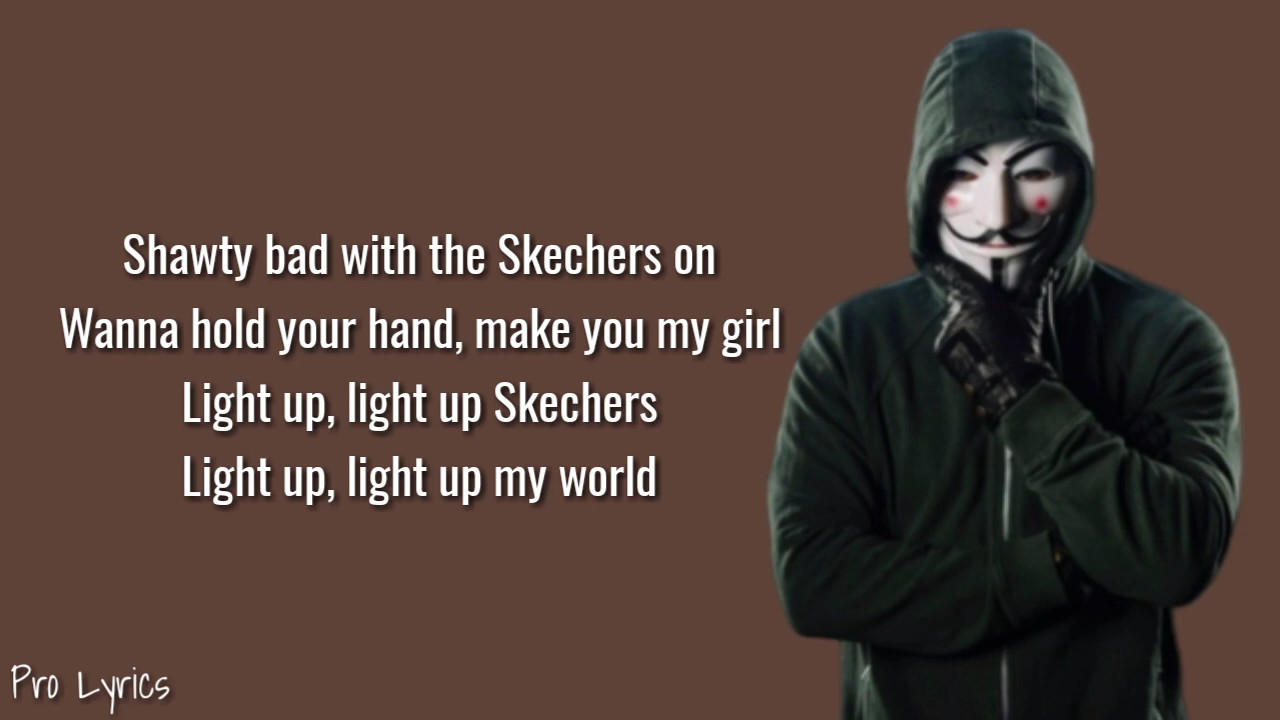 Shawty bad with the Skechers on
Wanna hold your hand, make you my girl
Light up, light up Skechers
Light up, light up my world
Pro Lyrics